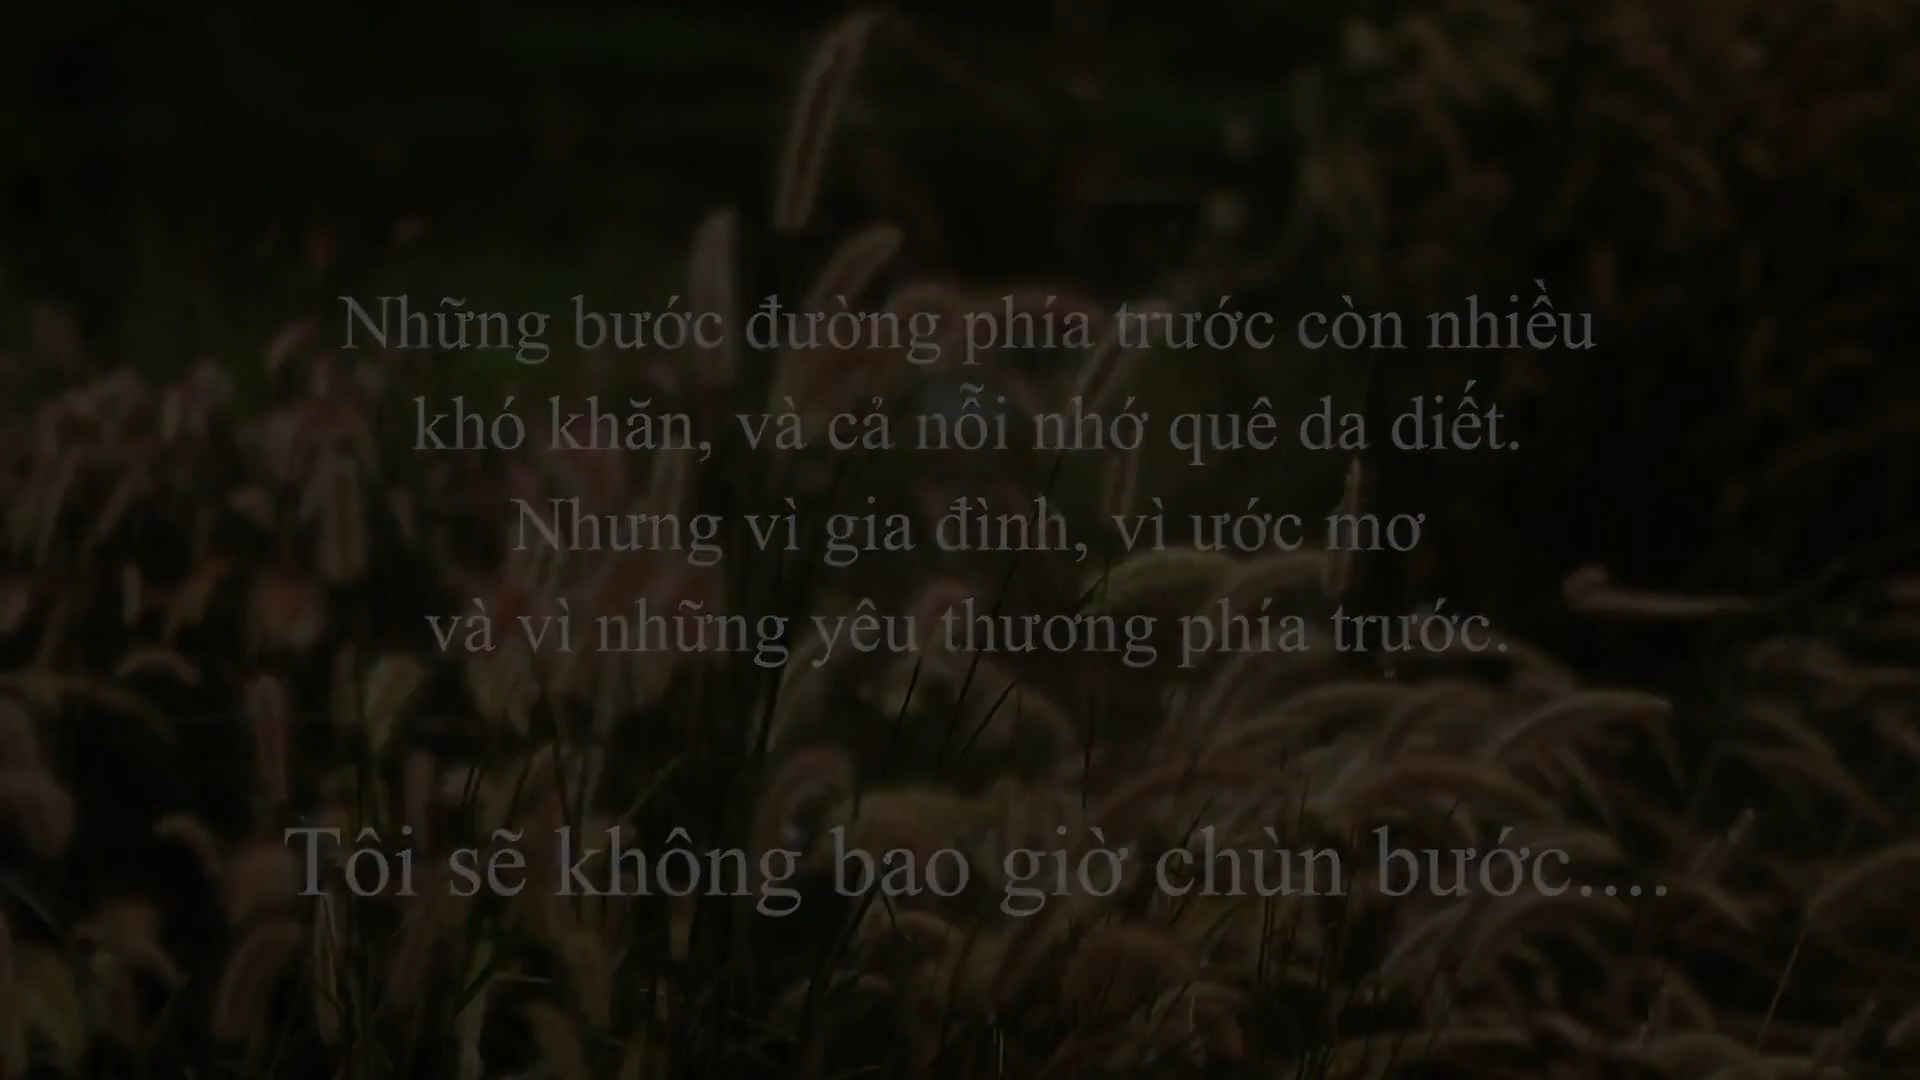 Những bước đường phía trước còn nhiều
khó khăn, và cả nỗi nhớ quê da diết.
Nhưng vì gia đình, vì ước mơ
và vì những yêu thương phía trước.
Tôi sẽ không bao giờ chùn bước....